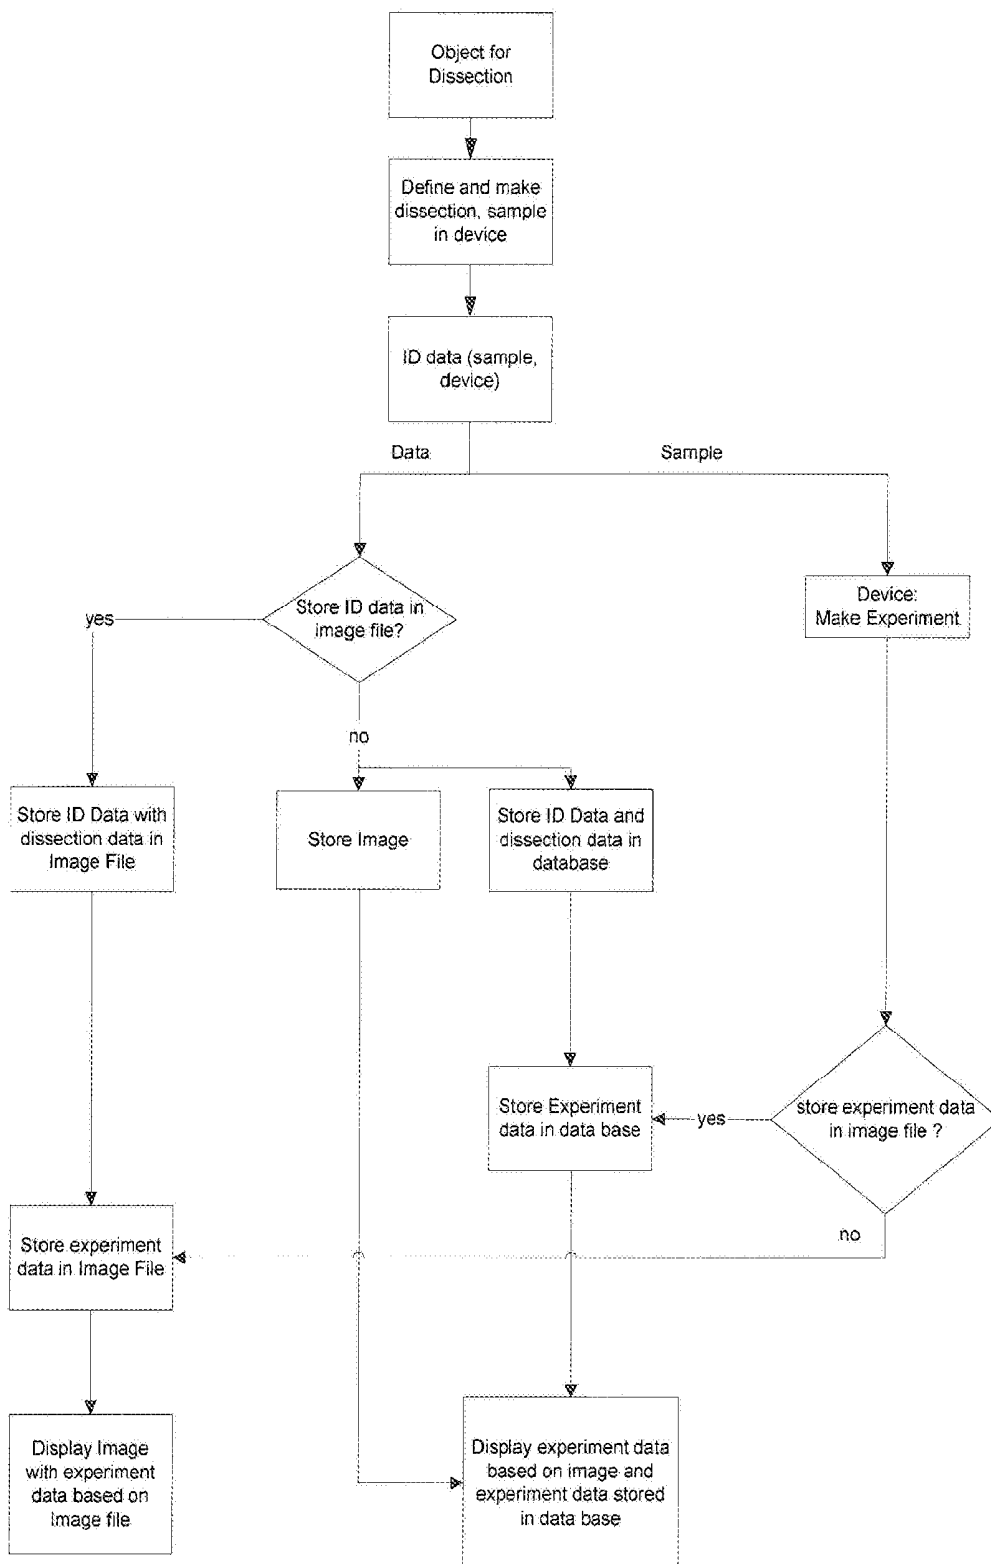 Object for
Dissection
Define and make
dissection, sample
in device
ID data (sample,
device)
Data
Sample
Store ID data in
image file?
Device:
Make Experiment
yes
no
Store ID Data with
dissection data in
Image File
Store Image
Store ID Data and
dissection data in
database
Store Experiment
data in data base
yes
store experiment data
in image file ?
no
Store experiment
data in Image File
Display Image
with experiment
data based on
Image file
Display experiment data
based on image and
experiment data stored
in data base